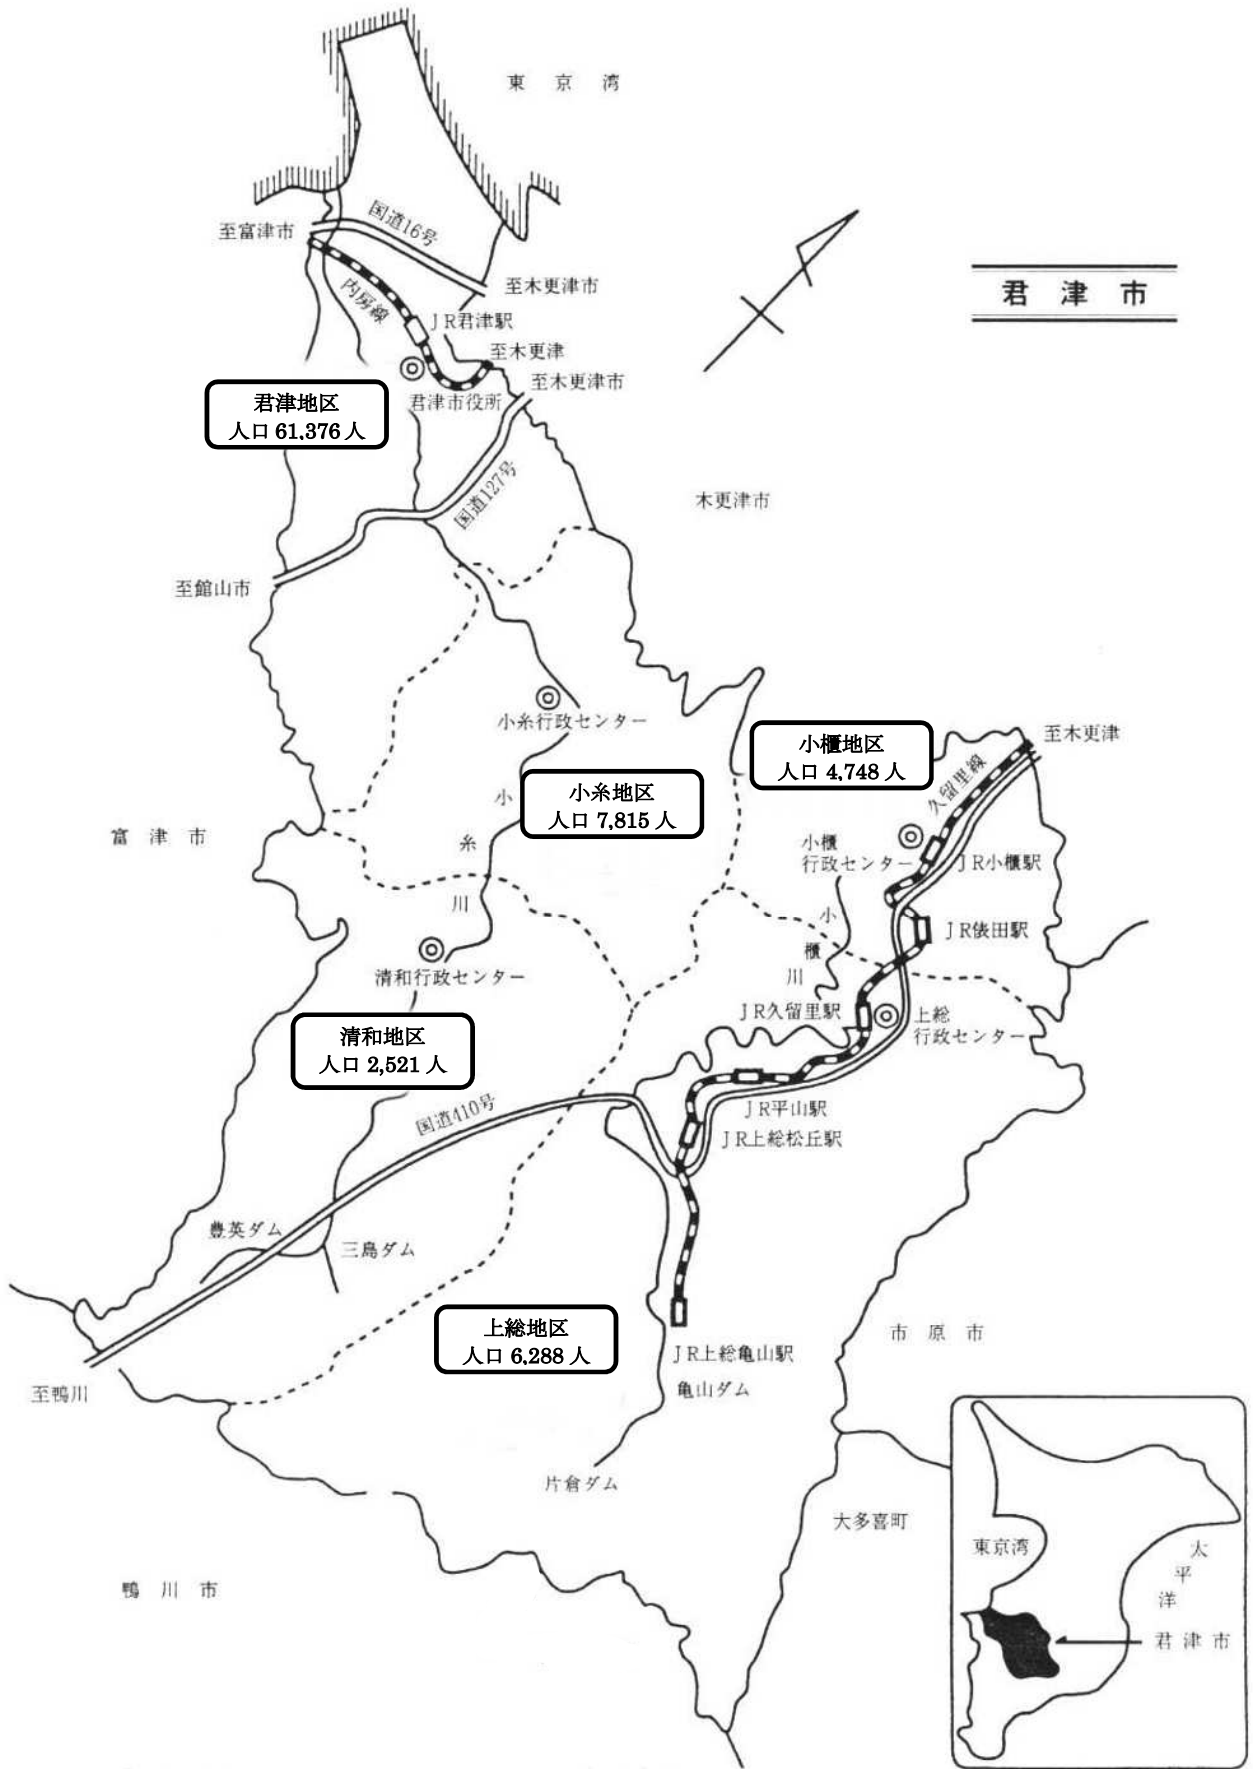 東京湾
国道16号
至富津市
至木更津市
君津市
内房線
JR君津駅
至木更津
至木更津市
君津市役所
君津地区
人口 61,376 人
国道127号
木更津市
至館山市
小糸行政センター
小櫃地区
人口 4,748 人
至木更津
久留里線
小糸地区
人口 7,815 人
富津市
小糸川
小櫃
行政センター
JR小櫃駅
小櫃川
JR俵田駅
清和行政センター
JR久留里駅
上総
行政センター
清和地区
人口 2,521 人
国道410号
JR平山駅
JR上総松丘駅
豊英ダム
三島ダム
上総地区
人口 6,288 人
市原市
JR上総亀山駅
亀山ダム
至鴨川
片倉ダム
大多喜町
東京湾
太平洋
鴨川市
君津市